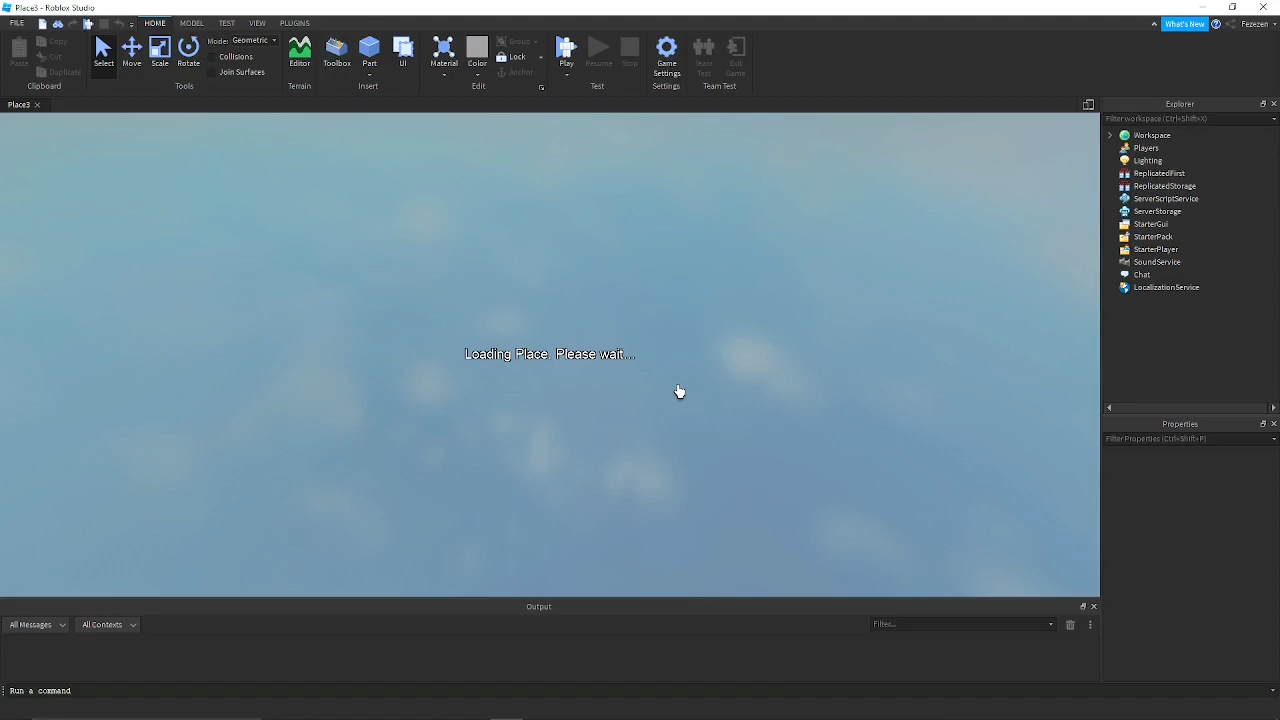 Place3 - Roblox Studio
FILE HOME MODEL TEST VIEW PLUGINS What's New Fezezen
Paste Copy Cut Duplicate Select Move Scale Rotate Mode: Geometric Collisions Join Surfaces Editor Toolbox Part UI Material Color Group Lock Anchor Play Resume Stop Game Settings Team Test Exit Game
Clipboard Tools Terrain Insert Edit Test Settings Team Test
Place3
Explorer
Filter workspace (Ctrl+Shift+X)
Workspace
Players
Lighting
ReplicatedFirst
ReplicatedStorage
ServerScriptService
ServerStorage
StarterGui
StarterPack
StarterPlayer
SoundService
Chat
LocalizationService
Loading Place. Please wait...
Properties
Filter Properties (Ctrl+Shift+P)
Output
All Messages All Contexts Filter...
Run a command